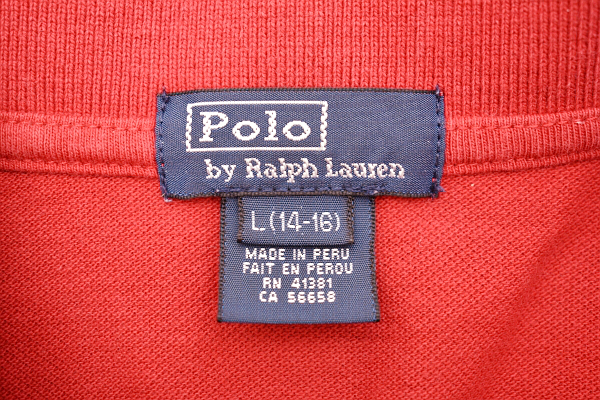 Polo
by Ralph Lauren
L (14-16)
MADE IN PERU
FAIT EN PEROU
RN 41381
CA 56658